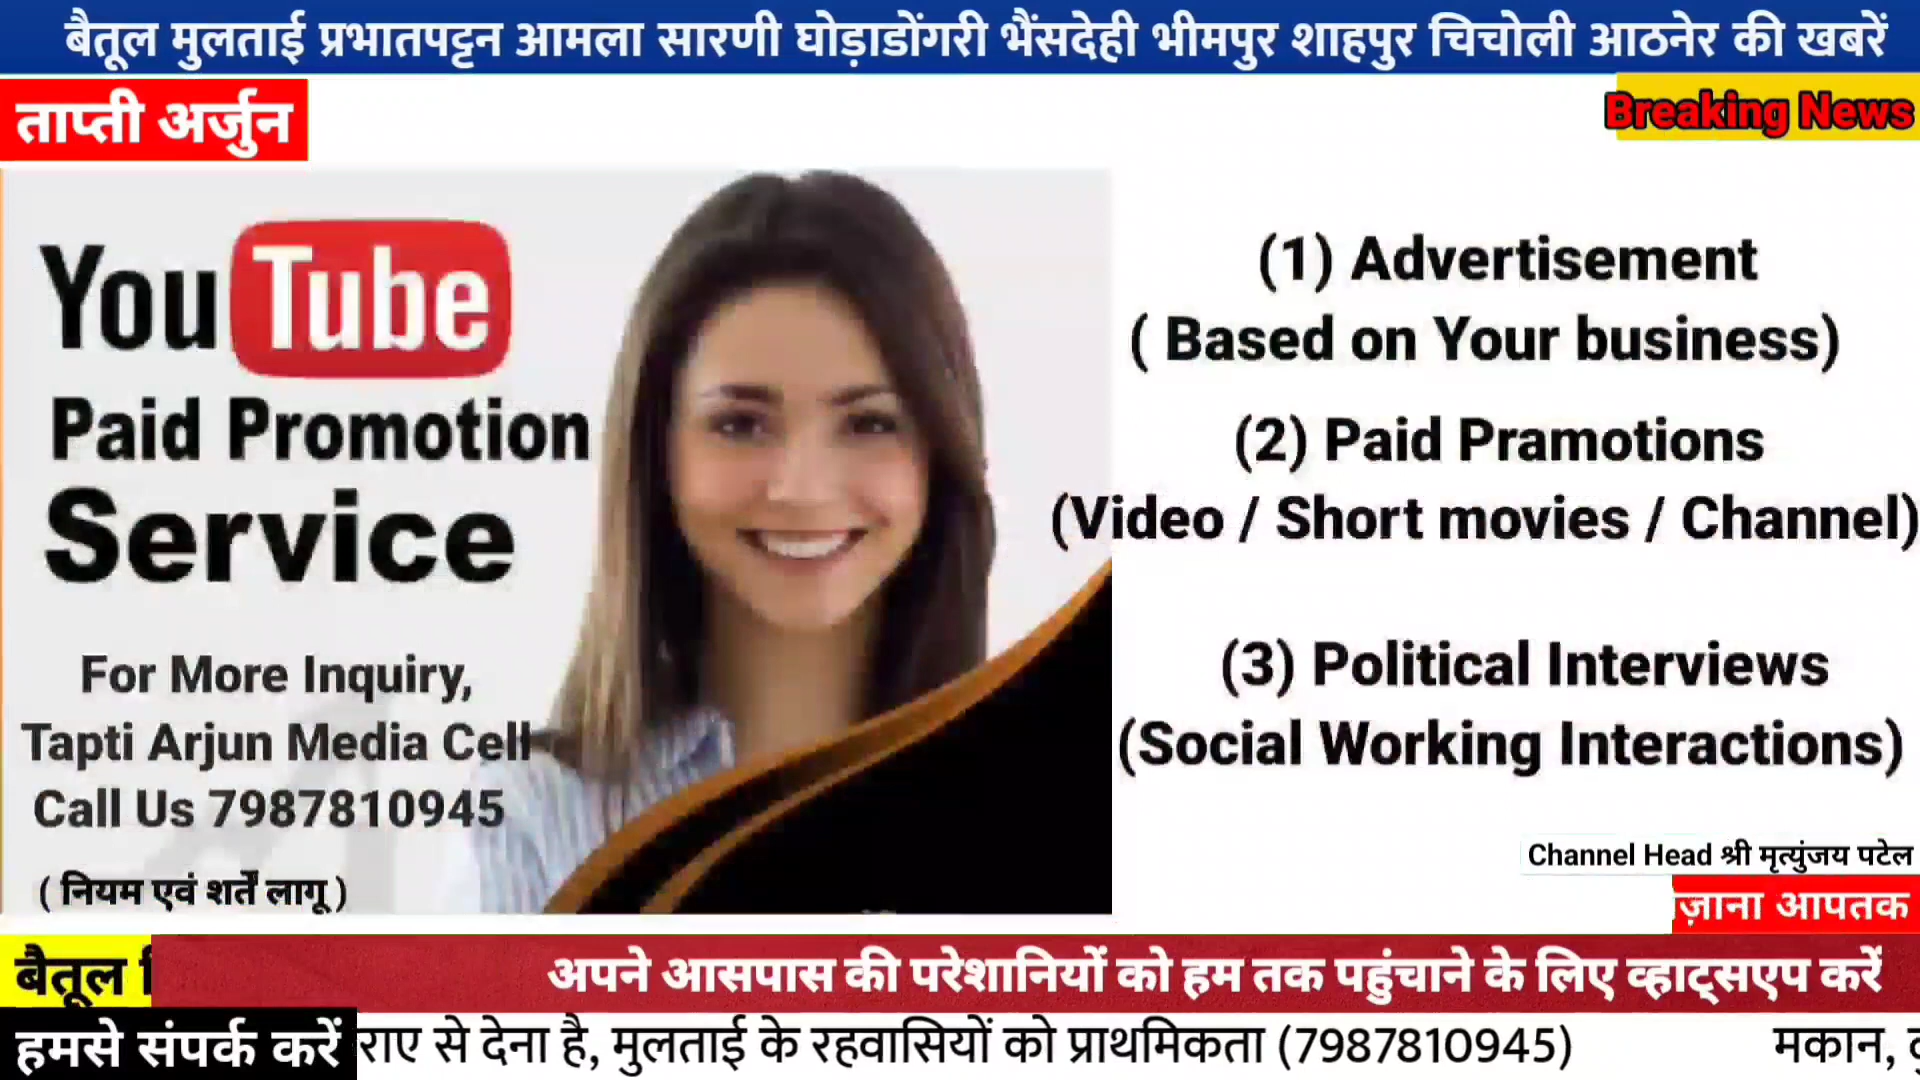 बैतूल मुलताई प्रभातपट्टन आमला सारणी घोड़ाडोंगरी भैंसदेही भीमपुर शाहपुर चिचोली आठनेर की खबरें
ताप्ती अर्जुन
Breaking News
YouTube
Paid Promotion
Service
For More Inquiry,
Tapti Arjun Media Cell
Call Us 7987810945
( नियम एवं शर्तें लागू )
(1) Advertisement
( Based on Your business)
(2) Paid Pramotions
(Video / Short movies / Channel)
(3) Political Interviews
(Social Working Interactions)
Channel Head श्री मृत्युंजय पटेल
आपतक
बैतूल
अपने आसपास की परेशानियों को हम तक पहुंचाने के लिए व्हाट्सएप करें
हमसे संपर्क करें
से देना है, मुलताई के रहवासियों को प्राथमिकता (7987810945) मकान,